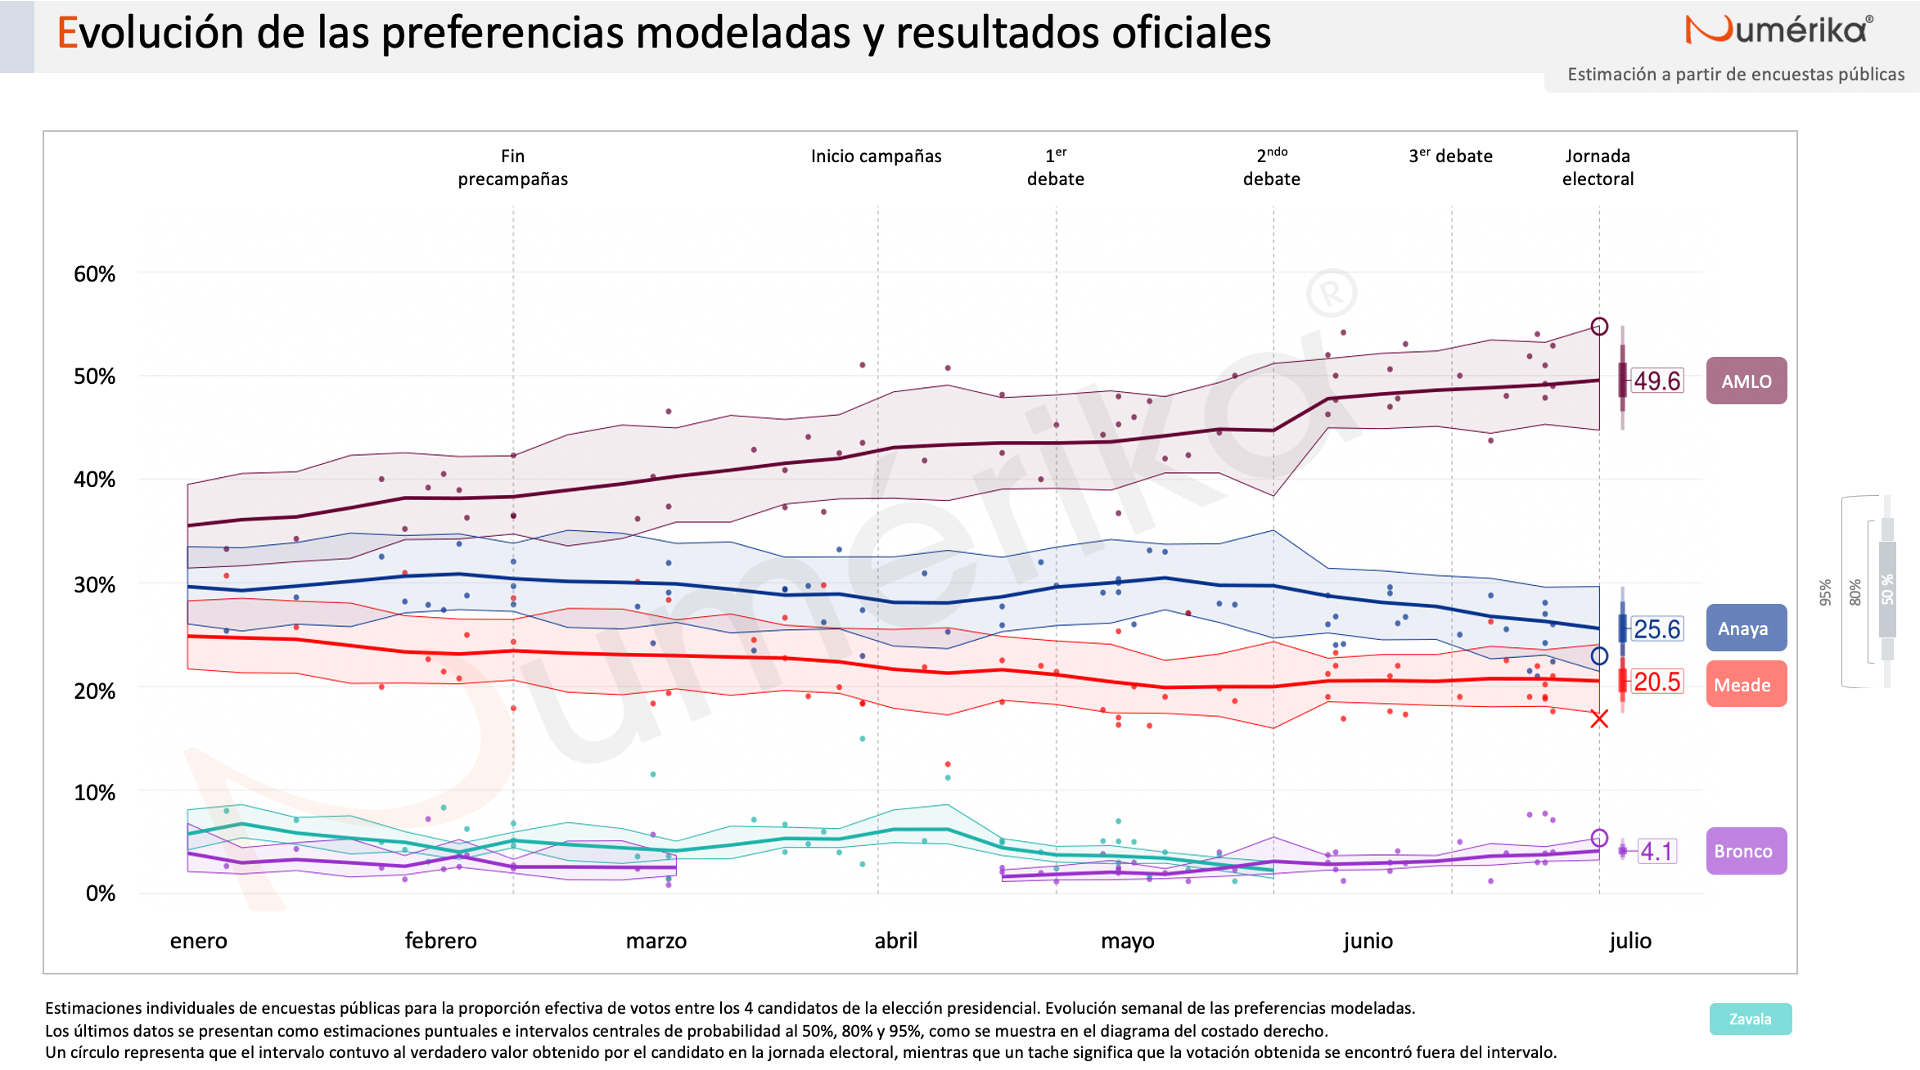 Evolución de las preferencias modeladas y resultados oficiales
Numérika®
Estimación a partir de encuestas públicas
Fin
precampañas
Inicio campañas
1er
debate
2ndo
debate
3er debate
Jornada
electoral
60%
50%
40%
30%
20%
10%
0%
Numérika®
49.6
AMLO
25.6
Anaya
20.5
Meade
4.1
Bronco
95%
80%
50 %
enero
febrero
marzo
abril
mayo
junio
julio
Estimaciones individuales de encuestas públicas para la proporción efectiva de votos entre los 4 candidatos de la elección presidencial. Evolución semanal de las preferencias modeladas.
Los últimos datos se presentan como estimaciones puntuales e intervalos centrales de probabilidad al 50%, 80% y 95%, como se muestra en el diagrama del costado derecho.
Un círculo representa que el intervalo contuvo al verdadero valor obtenido por el candidato en la jornada electoral, mientras que un tache significa que la votación obtenida se encontró fuera del intervalo.
Zavala